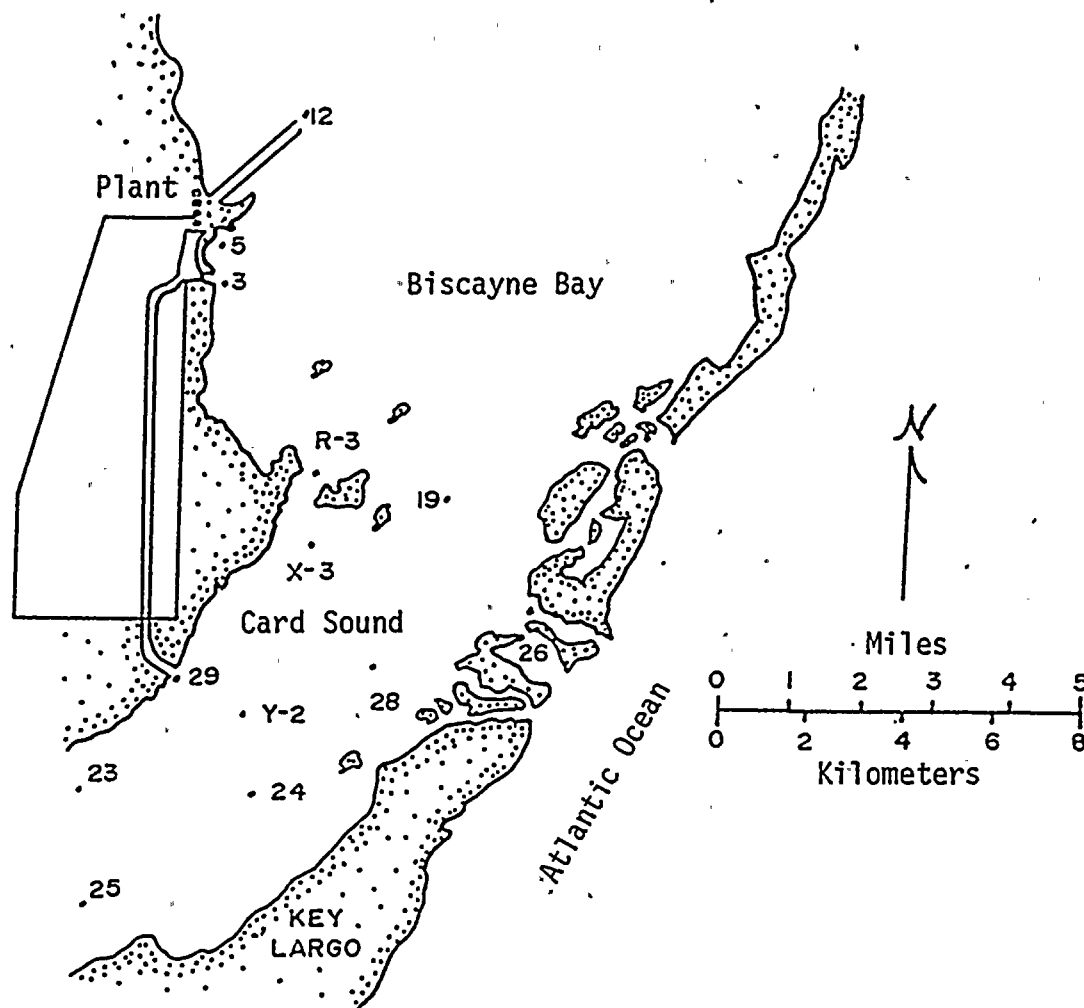 12
Plant
5
3
Biscayne Bay
R-3
N
19
X-3
Card Sound
26
Miles
29
28
Y-2
0 1 2 3 4 5
0 2 4 6 8
Kilometers
23
24
Atlantic Ocean
25
KEY
LARGO